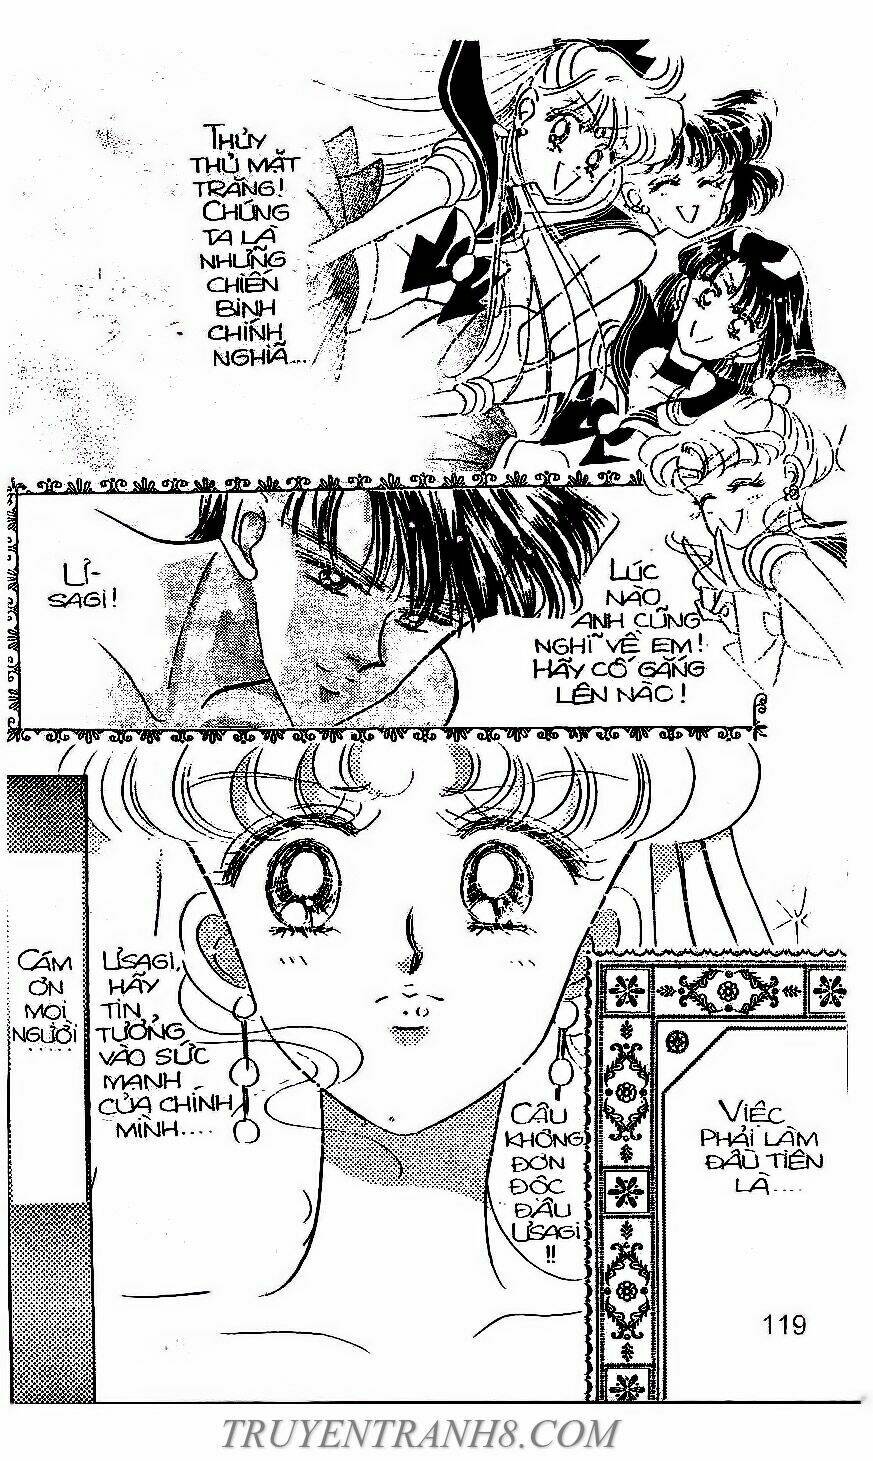 THỦY
THỦ MẶT
TRĂNG!
CHÚNG
TA LÀ
NHỮNG
CHIẾN
BINH
CHÍNH
NGHĨA....
Ư-
SAGI!
LÚC
NÀO
ANH CŨNG
NGHĨ VỀ EM!
HÃY CỐ GẮNG
LÊN NÀO!
CÁM
ƠN
MỌI
NGƯỜI
.....
ƯSAGI,
HÃY
TIN
TƯỞNG
VÀO SỨC
MẠNH
CỦA CHÍNH
MÌNH....
CẬU
KHÔNG
ĐƠN
ĐỘC
ĐÂU
ƯSAGI
!!
VIỆC
PHẢI LÀM
ĐẦU TIÊN
LÀ....
119
TRUYENTRANH8.COM